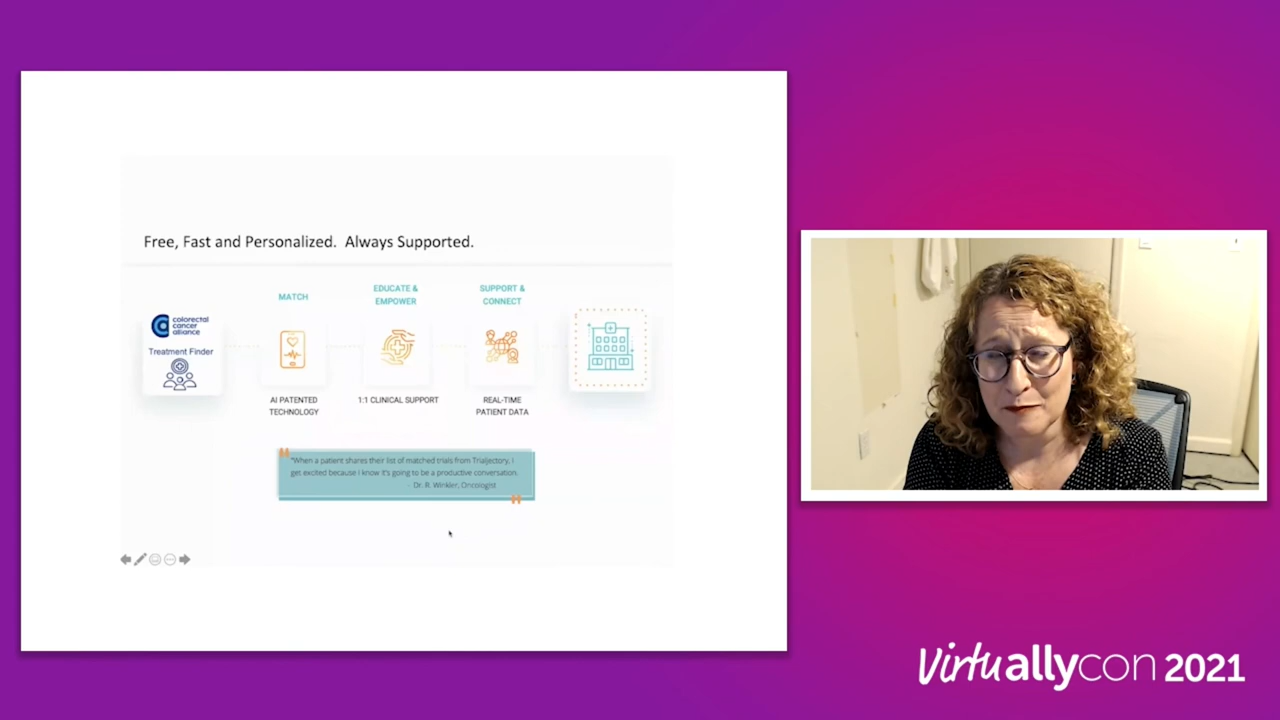 Free, Fast and Personalized. Always Supported.
MATCH
EDUCATE &
EMPOWER
SUPPORT &
CONNECT
colorectal
cancer
alliance
Treatment Finder
AI PATENTED
TECHNOLOGY
1:1 CLINICAL SUPPORT
REAL-TIME
PATIENT DATA
"When a patient shares their list of matched trials from Trialjectory, I
get excited because I know it's going to be a productive conversation.
- Dr. R. Winkler, Oncologist
Virtuallycon 2021